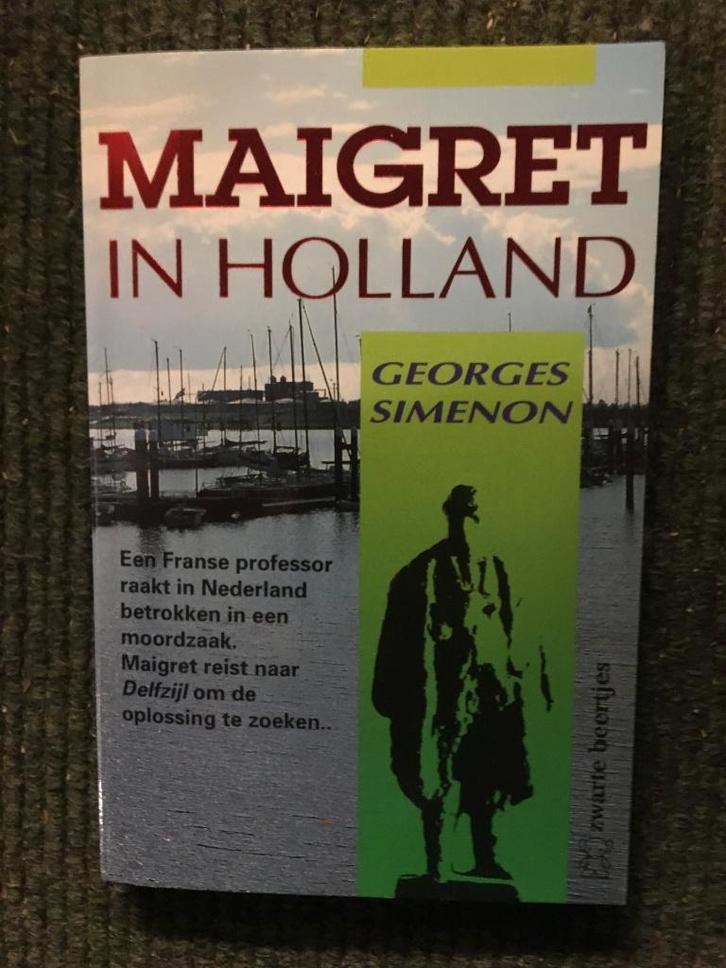 MAIGRET
IN HOLLAND
GEORGES
SIMENON
Een Franse professor
raakt in Nederland
betrokken in een
moordzaak.
Maigret reist naar
Delfzijl om de
oplossing te zoeken..
zwarte beertjes